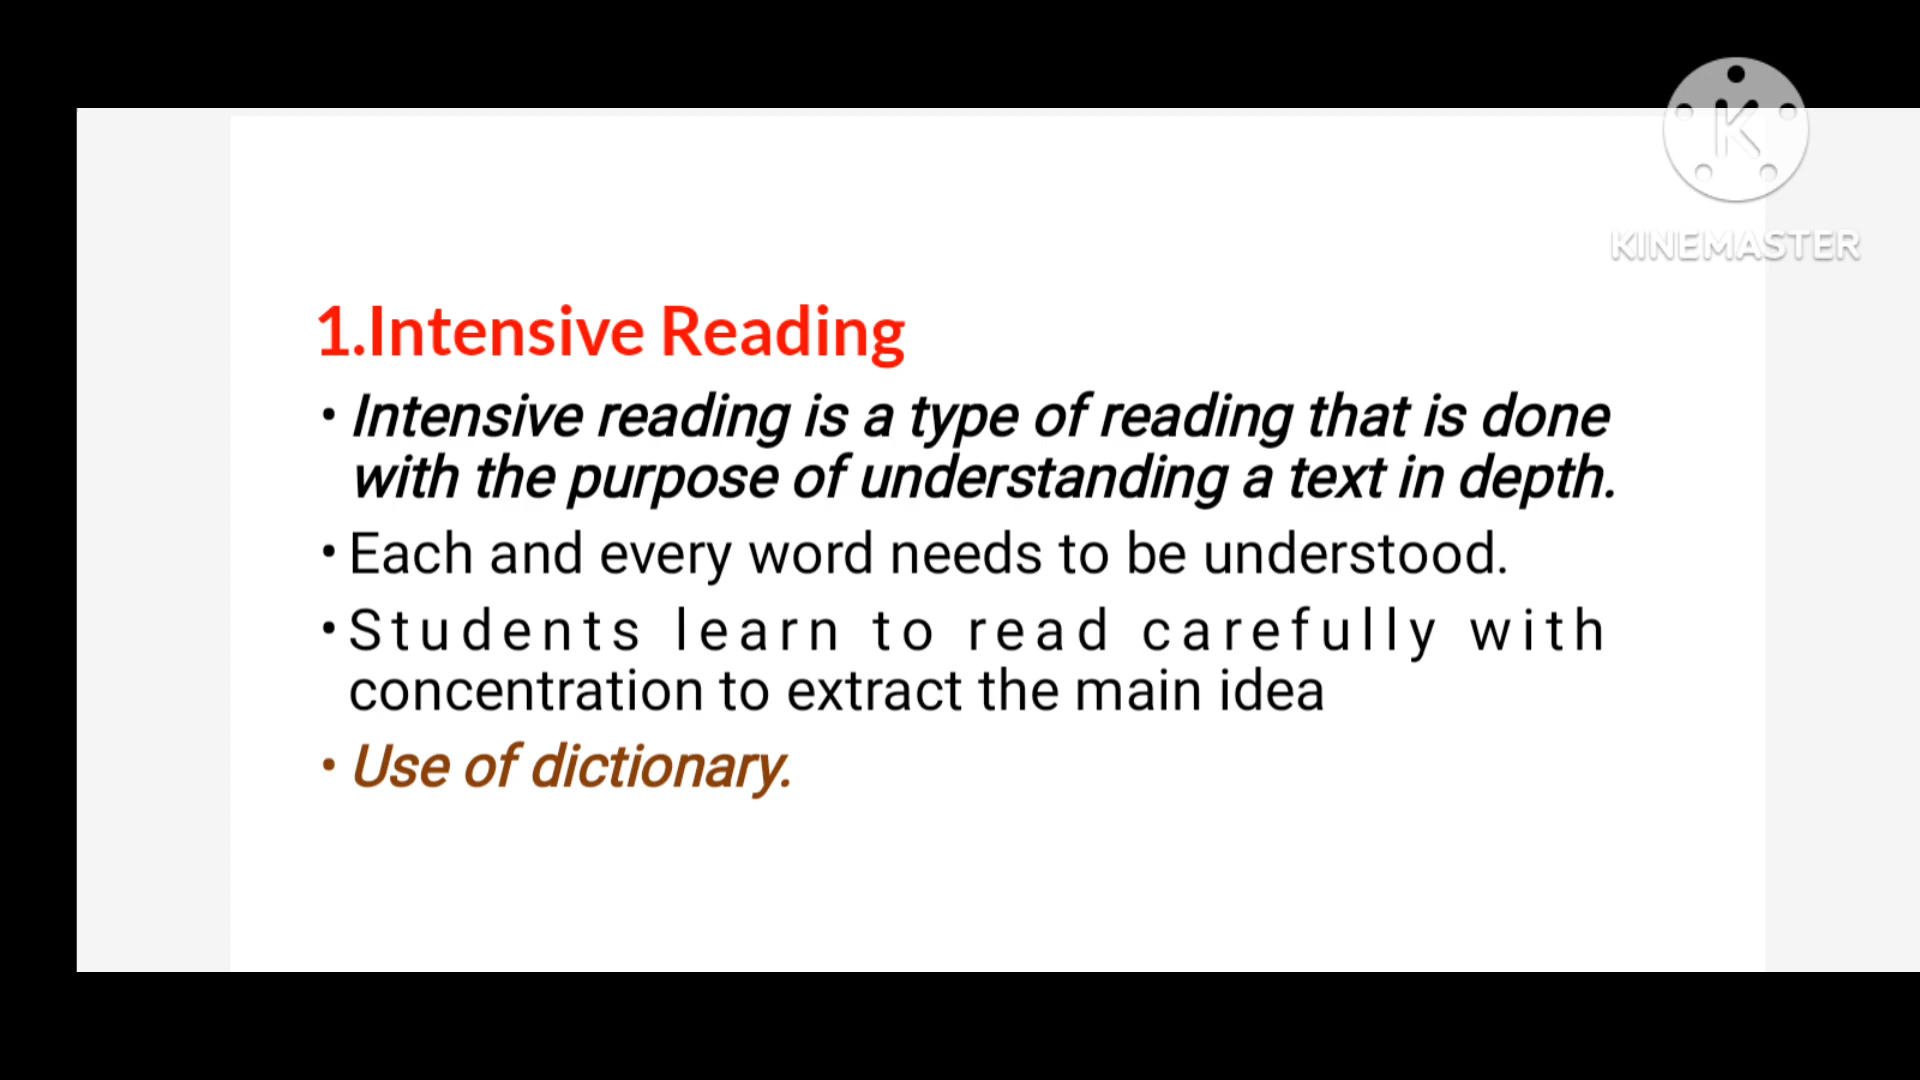 K
KINEMASTER
1.Intensive Reading
• Intensive reading is a type of reading that is done
with the purpose of understanding a text in depth.
• Each and every word needs to be understood.
• Students learn to read carefully with
concentration to extract the main idea
• Use of dictionary.